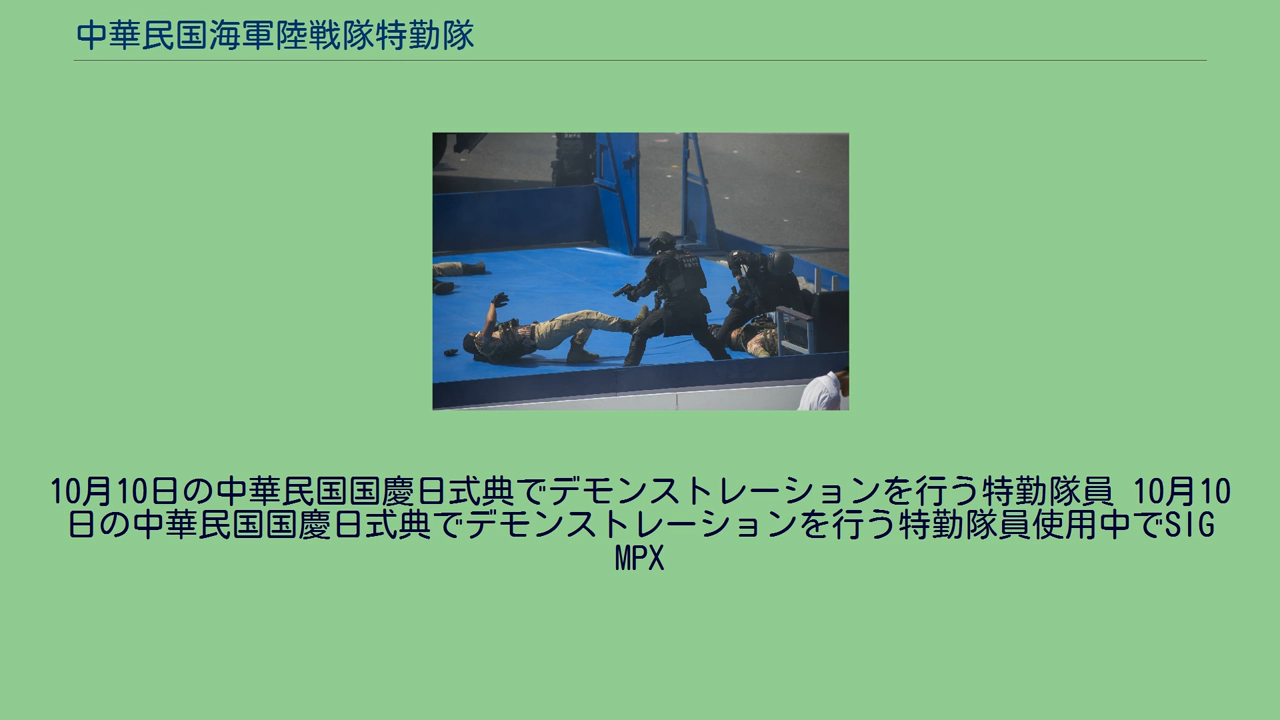 中華民国海軍陸戦隊特勤隊
10月10日の中華民国国慶日式典でデモンストレーションを行う特勤隊員 10月10
日の中華民国国慶日式典でデモンストレーションを行う特勤隊員使用中でSIG
MPX